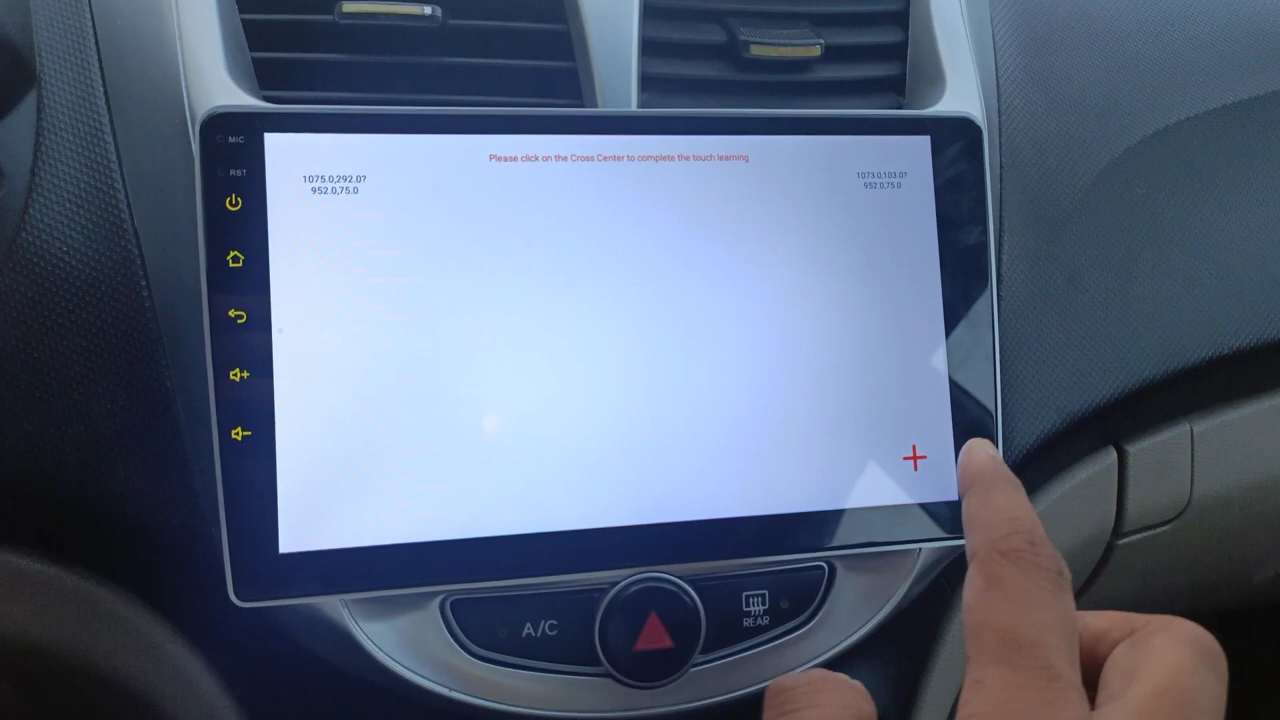 MIC
RST
Please click on the Cross Center to complete the touch learning
1075.0,292.0?
952.0,75.0
1073.0,103.0?
952.0,75.0
A/C
REAR